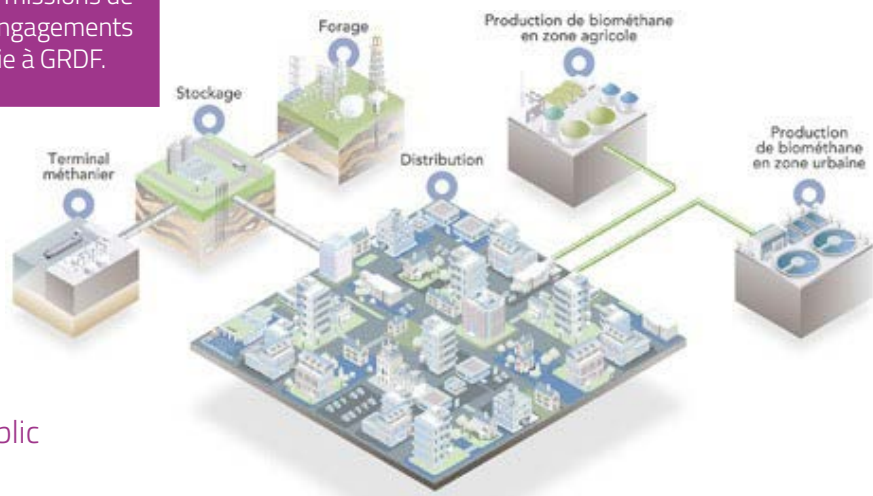 ngagements
ie à GRDF.
Forage
Production de biométhane
en zone agricole
Stockage
Production
de biométhane
en zone urbaine
Terminal
méthanier
Distribution
blic